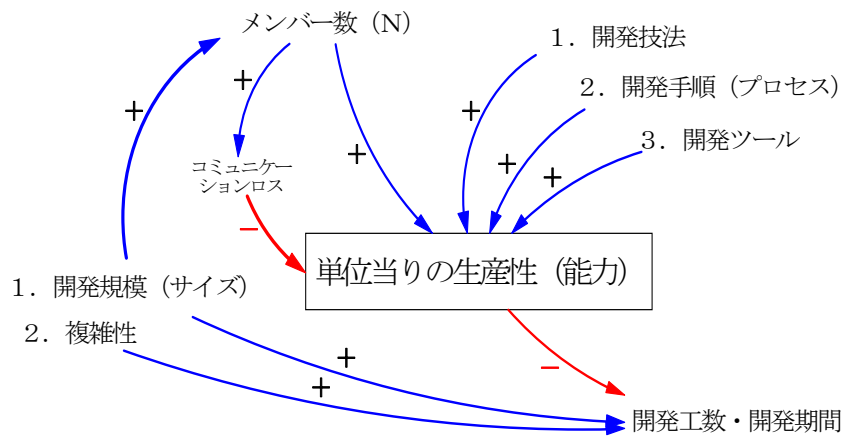 メンバー数（N）
１．開発技法
２．開発手順（プロセス）
３．開発ツール
＋
＋
＋
＋
＋
＋
コミュニケー
ションロス
−
単位当りの生産性（能力）
１．開発規模（サイズ）
２．複雑性
＋
＋
−
開発工数・開発期間